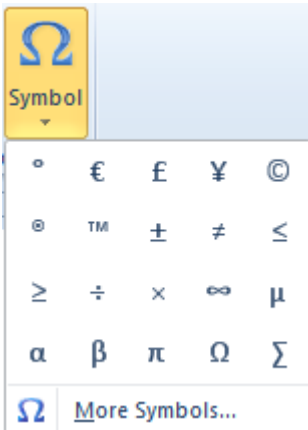 Ω
Symbol
° € £ ¥ ©
® ™ ± ≠ ≤
≥ ÷ × ∞ µ
α β π Ω ∑
Ω More Symbols...